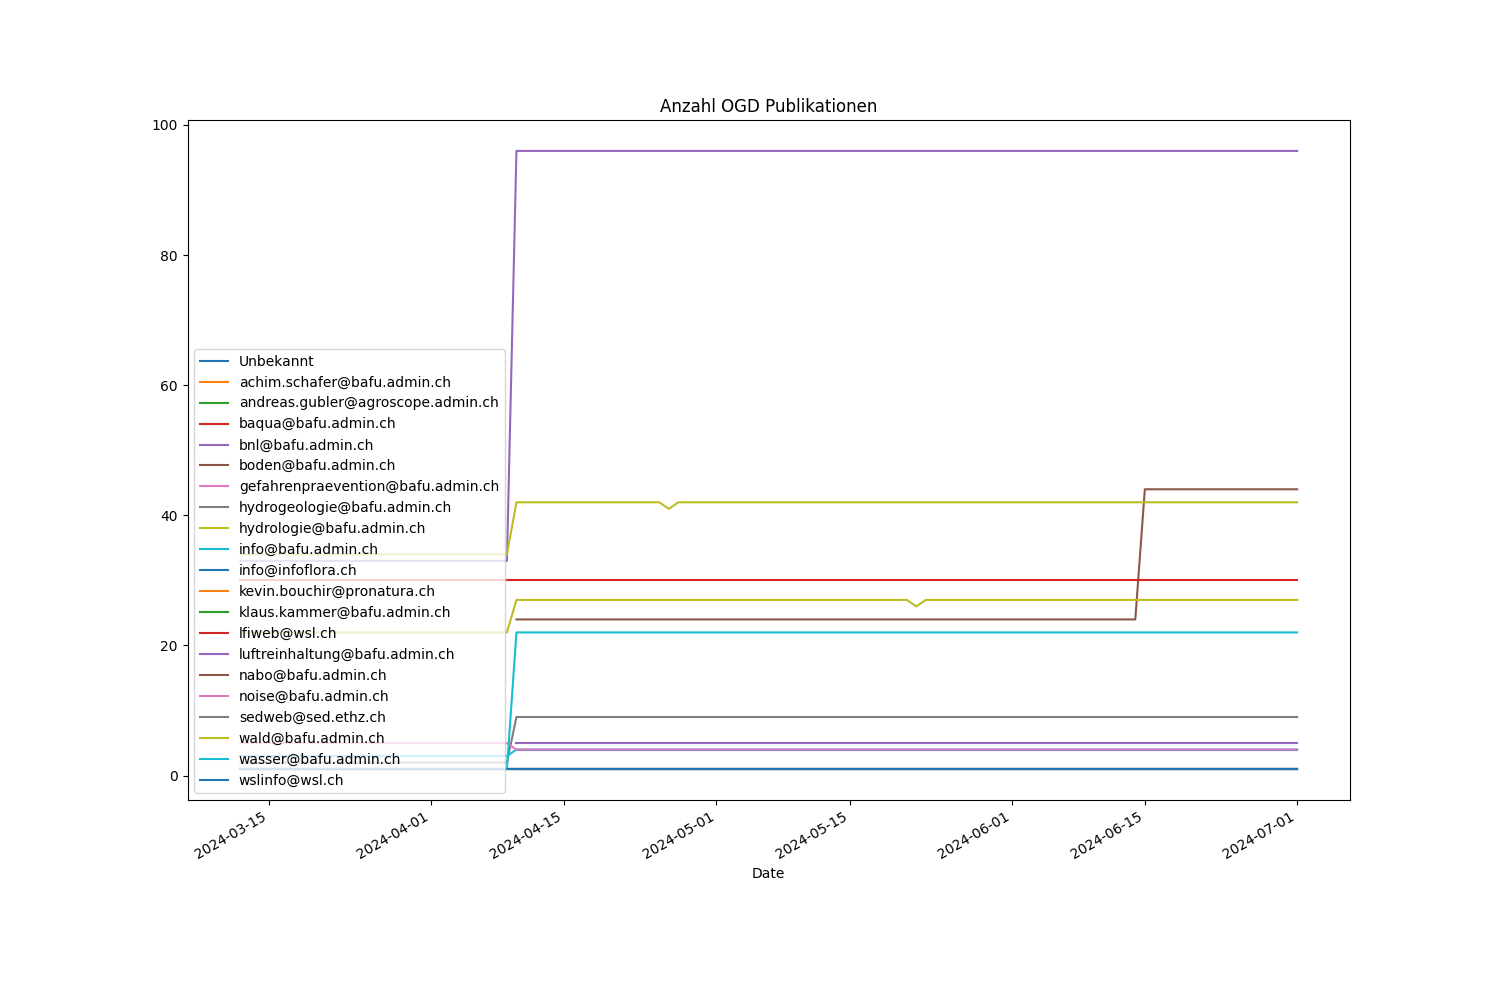 Anzahl OGD Publikationen
100
80
60
40
20
0
Unbekannt
achim.schafer@bafu.admin.ch
andreas.gubler@agroscope.admin.ch
baqua@bafu.admin.ch
bnl@bafu.admin.ch
boden@bafu.admin.ch
gefahrenpraevention@bafu.admin.ch
hydrogeologie@bafu.admin.ch
hydrologie@bafu.admin.ch
info@bafu.admin.ch
info@infoflora.ch
kevin.bouchir@pronatura.ch
klaus.kammer@bafu.admin.ch
lfiweb@wsl.ch
luftreinhaltung@bafu.admin.ch
nabo@bafu.admin.ch
noise@bafu.admin.ch
sedweb@sed.ethz.ch
wald@bafu.admin.ch
wasser@bafu.admin.ch
wslinfo@wsl.ch
2024-03-15
2024-04-01
2024-04-15
2024-05-01
2024-05-15
2024-06-01
2024-06-15
2024-07-01
Date